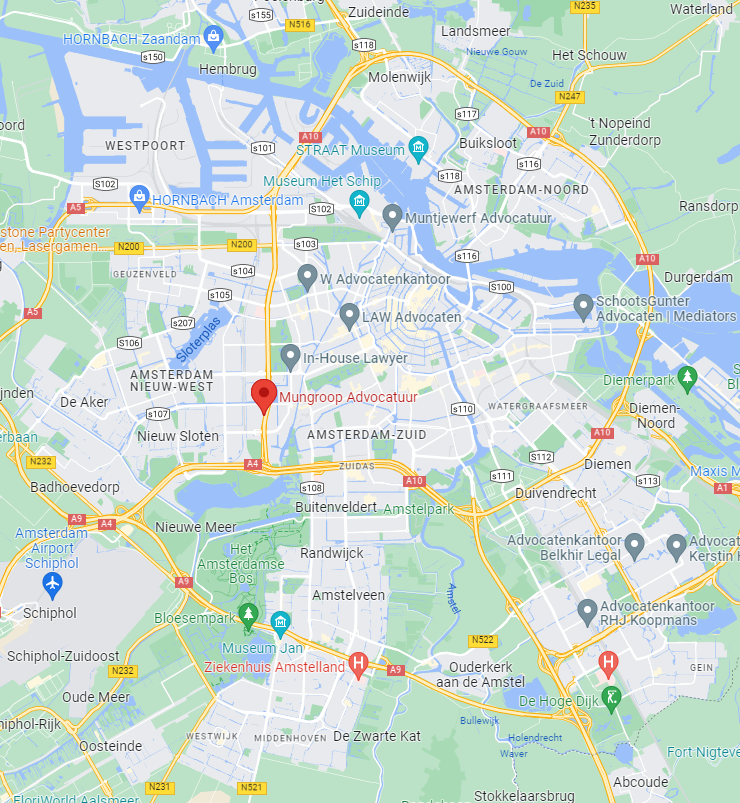 Zuideinde
N235
Waterland
s155
N516
HORNBACH Zaandam
s118
Landsmeer
Nieuwe Gouw
s150
Het Schouw
Hembrug
Molenwijk
De Zuid
N247
s117
't Nopeind
oord
A10
A10
Zunderdorp
WESTPOORT
s101
STRAAT Museum
Buiksloot
s116
s118
S102
Museum Het Schip
AMSTERDAM-NOORD
HORNBACH Amsterdam
A5
S102
Muntjewerf Advocatuur
Ransdorp
stone Partycenter
en, Lasergamen
N200
N200
s103
s116
A10
GEUZENVELD
s104
W Advocatenkantoor
S100
Durgerdam
s105
SchootsGunter
Advocaten | Mediators
A5
s207
LAW Advocaten
Sloterplas
S106
In-House Lawyer
AMSTERDAM
NIEUW-WEST
Diemerpark
jnden
De Aker
Mungroop Advocatuur
s107
s110
WATERGRAAFSMEER
Diemen-
Noord
erbaan
Nieuw Sloten
AMSTERDAM-ZUID
A10
N232
A4
ZUIDAS
S112
Diemen
Badhoevedorp
s108
A10
s111
s113
Maxis M
A1
Duivendrecht
Buitenveldert
Amstelpark
A9
A4
Nieuwe Meer
Amsterdam
Airport
Schiphol
Advocatenkantoor
Belkhir Legal
Advocat
Kerstin K
Het
Amsterdamse
Bos
Randwijck
A9
Amstelveen
Amstel
Schiphol
Bloesempark
Advocatenkantoor
RHJ Koopmans
Museum Jan
N522
Schiphol-Zuidoost
Ziekenhuis Amstelland
A9
Ouderkerk
aan de Amstel
GEIN
N232
Oude Meer
De Hoge Dijk
hiphol-Rijk
Bullewijk
WESTWIJK
MIDDENHOVEN
De Zwarte Kat
Holendrecht
Oosteinde
Waver
Fort Nigteve
N231
N521
Abcoude
FloriWorld Aalsmeer
Stokkelaarsbrug